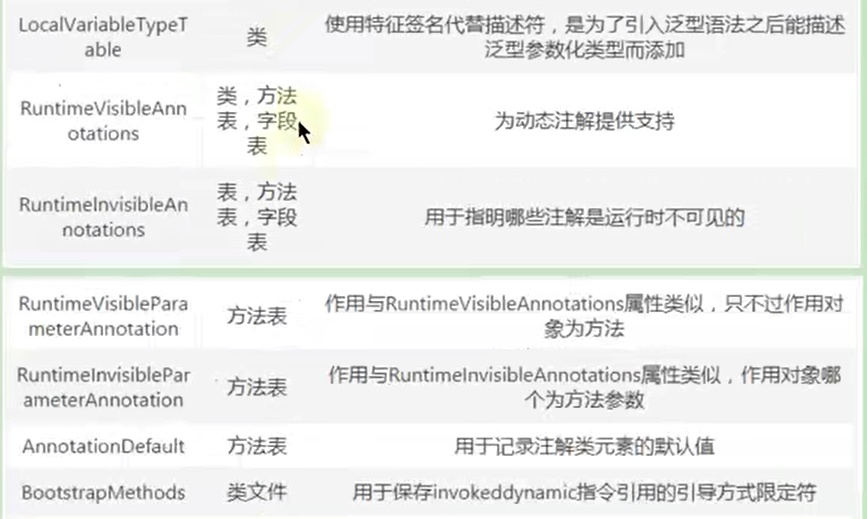 LocalVariableTypeT
able
类
使用特征签名代替描述符，是为了引入泛型语法之后能描述
泛型参数化类型而添加
RuntimeVisibleAnn
otations
类，方法
表，字段
表
为动态注解提供支持
RuntimeInvisibleAn
notations
表，方法
表，字段
表
用于指明哪些注解是运行时不可见的
RuntimeVisiblePara
meterAnnotation
方法表
作用与RuntimeVisibleAnnotations属性类似，只不过作用对
象为方法
RuntimeInvisiblePar
ameterAnnotation
方法表
作用与RuntimeInvisibleAnnotations属性类似，作用对象哪
个为方法参数
AnnotationDefault
方法表
用于记录注解类元素的默认值
BootstrapMethods
类文件
用于保存invokeddynamic指令引用的引导方式限定符